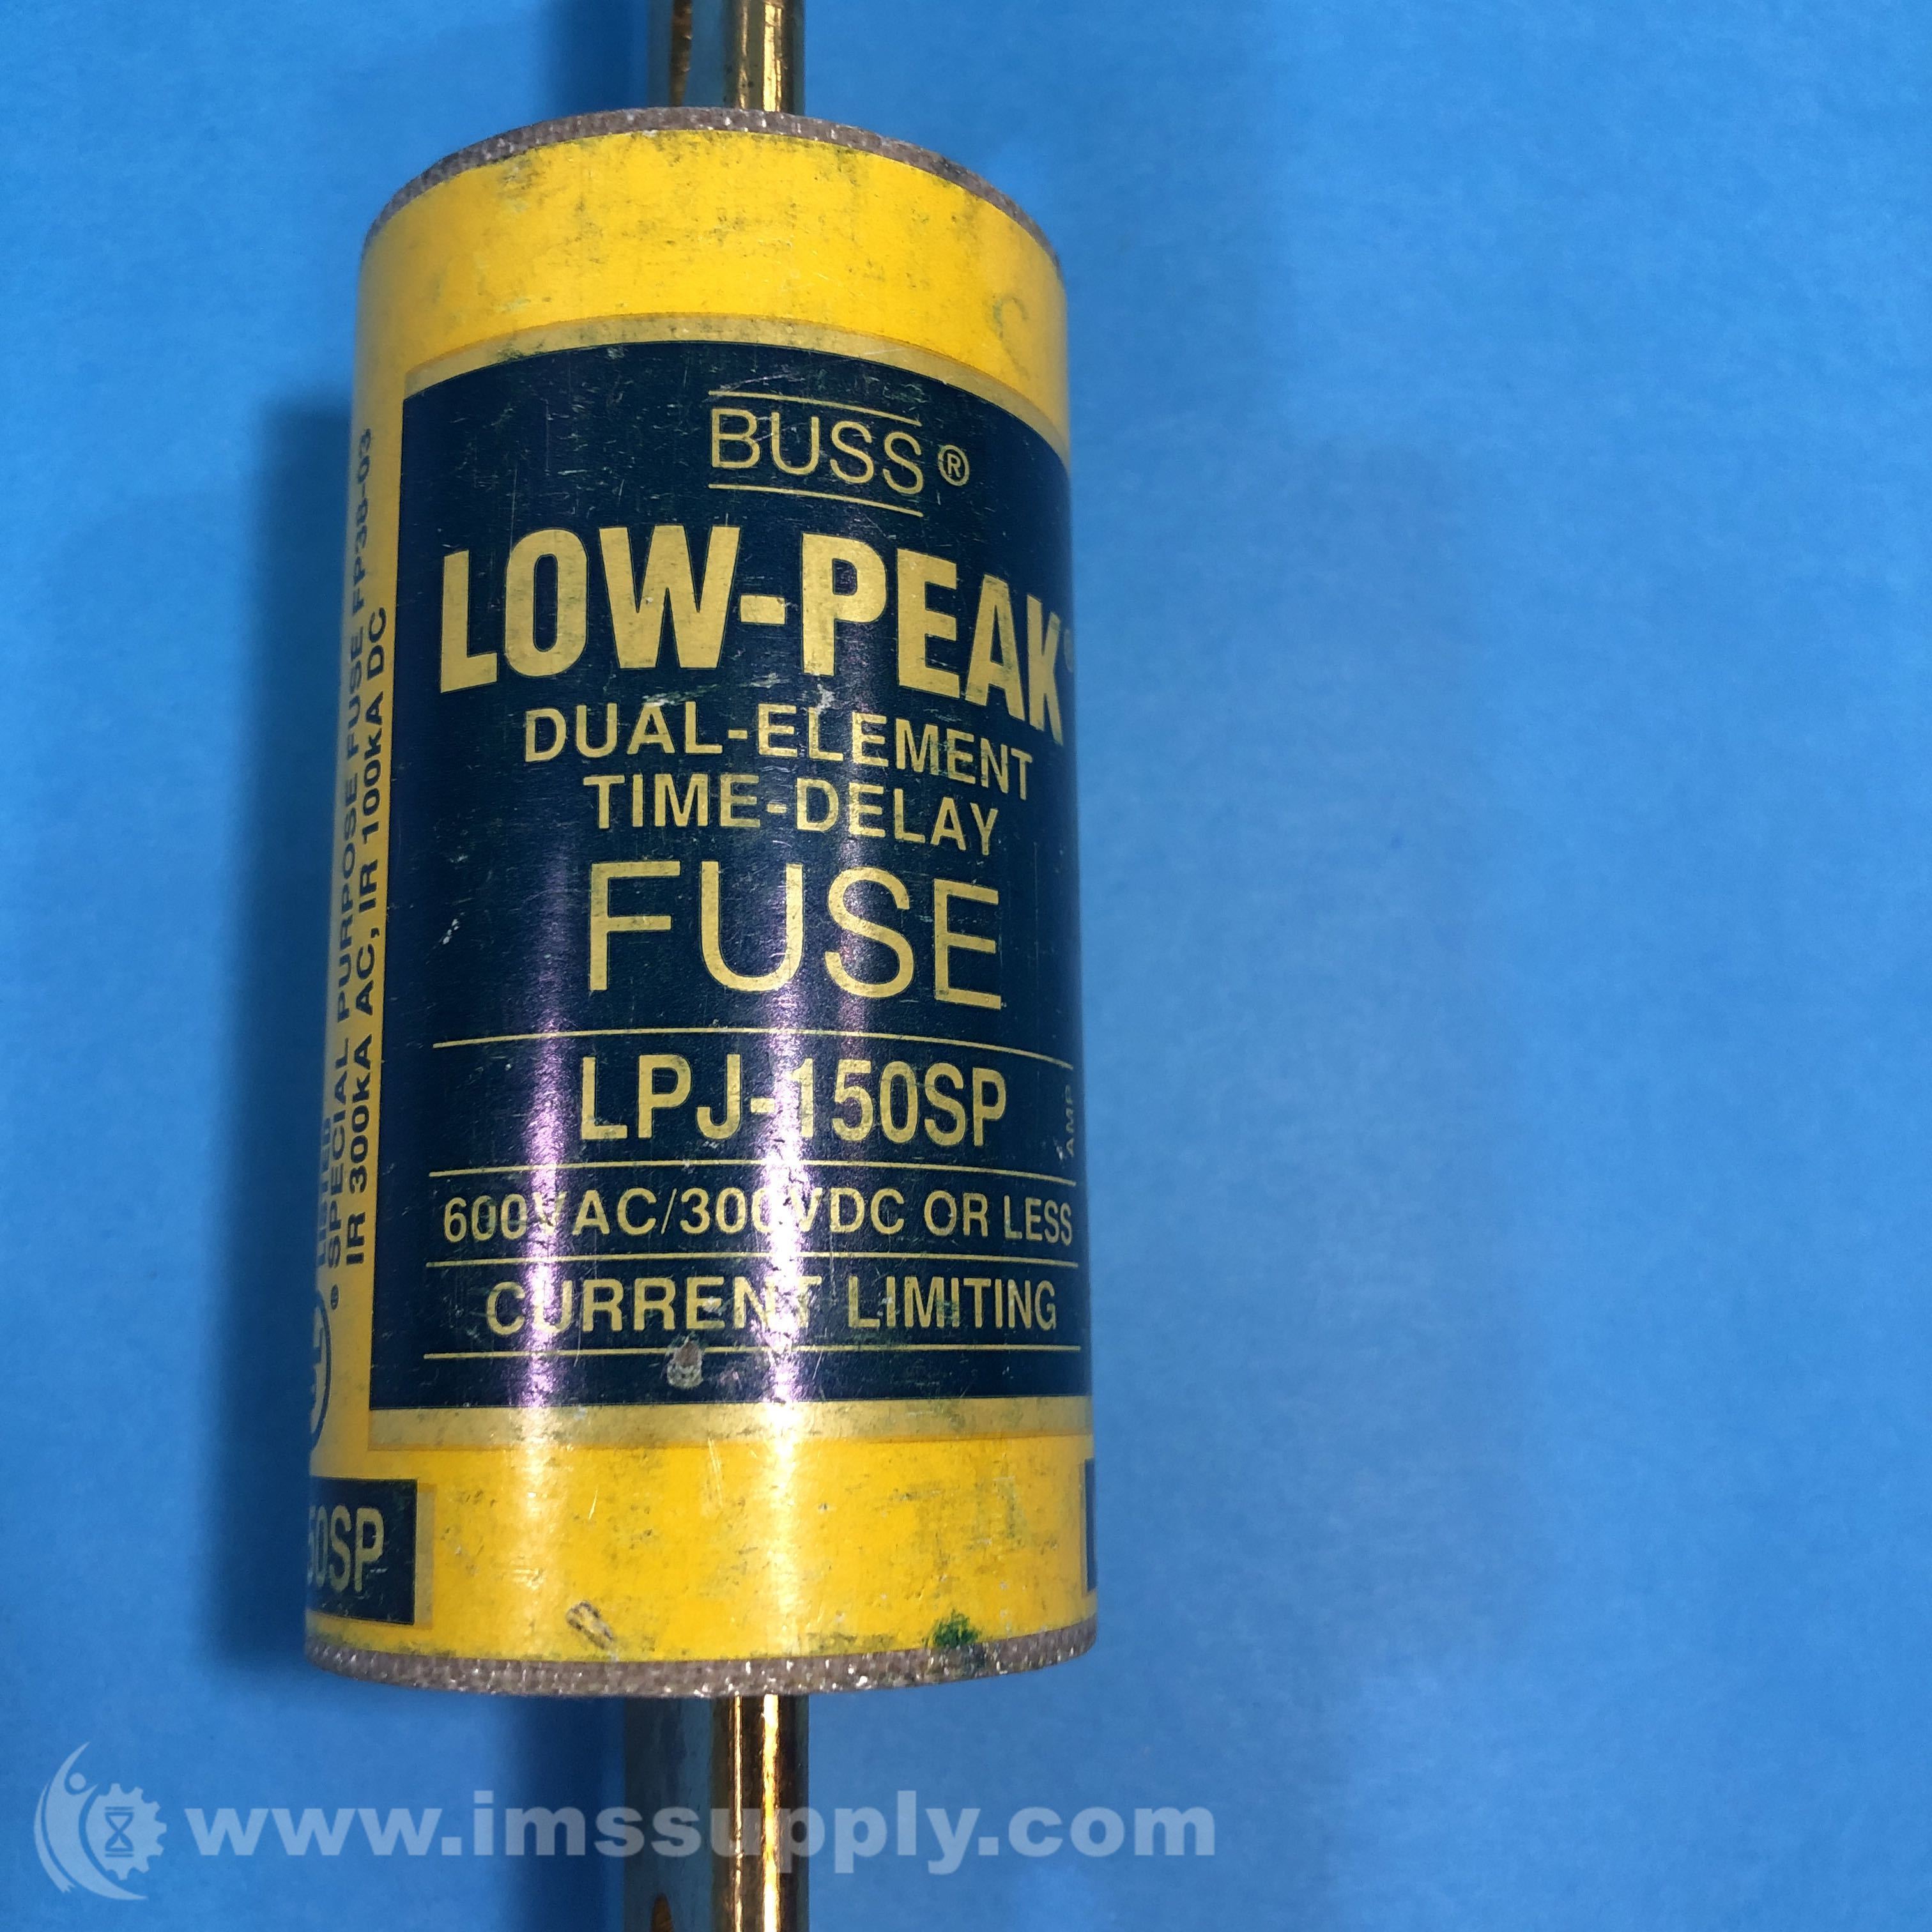 BUSS®
LOW-PEAK®
DUAL-ELEMENT
TIME-DELAY
FUSE
LPJ-150SP
AMP
600VAC/300VDC OR LESS
CURRENT LIMITING
® SPECIAL PURPOSE FUSE FP38-03
IR 300kA AC, IR 100kA DC
50SP
www.imssupply.com